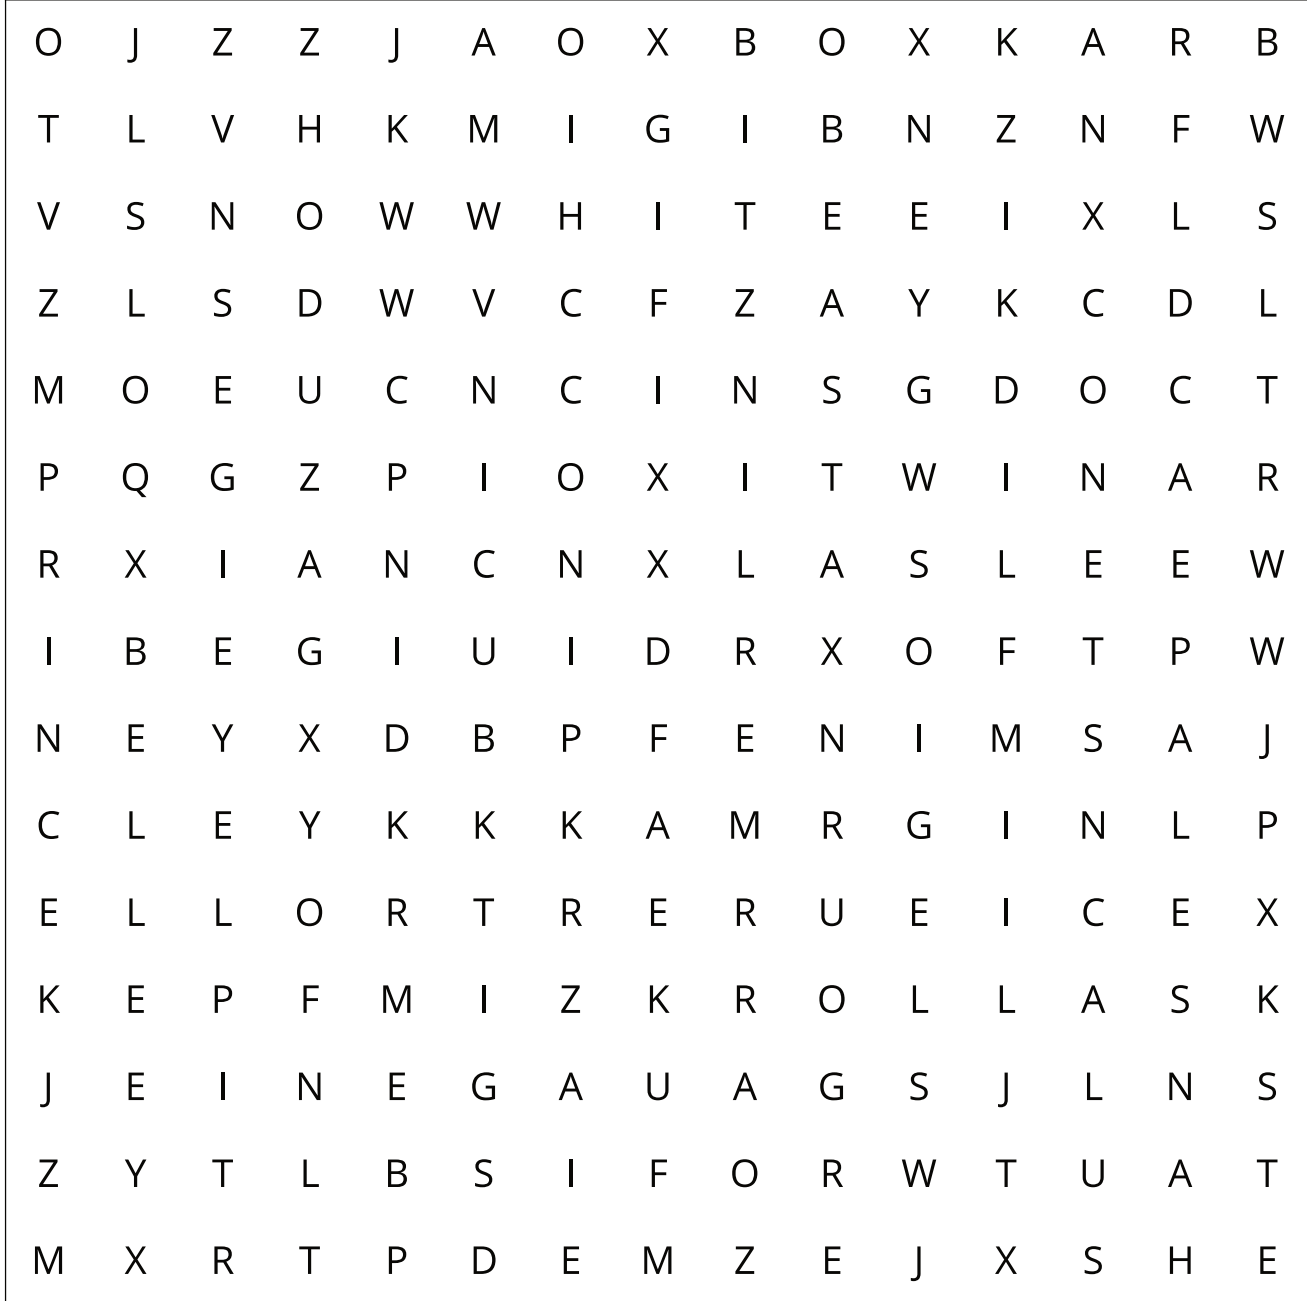 O J Z Z J A O X B O X K A R B
T L V H K M I G I B N Z N F W
V S N O W W H I T E E I X L S
Z L S D W V C F Z A Y K C D L
M O E U C N C I N S G D O C T
P Q G Z P I O X I T W I N A R
R X I A N C N X L A S L E E W
I B E G I U I D R X O F T P W
N E Y X D B P F E N I M S A J
C L E Y K K K A M R G I N L P
E L L O R T R E R U E I C E X
K E P F M I Z K R O L L A S K
J E I N E G A U A G S J L N S
Z Y T L B S I F O R W T U A T
M X R T P D E M Z E J X S H E